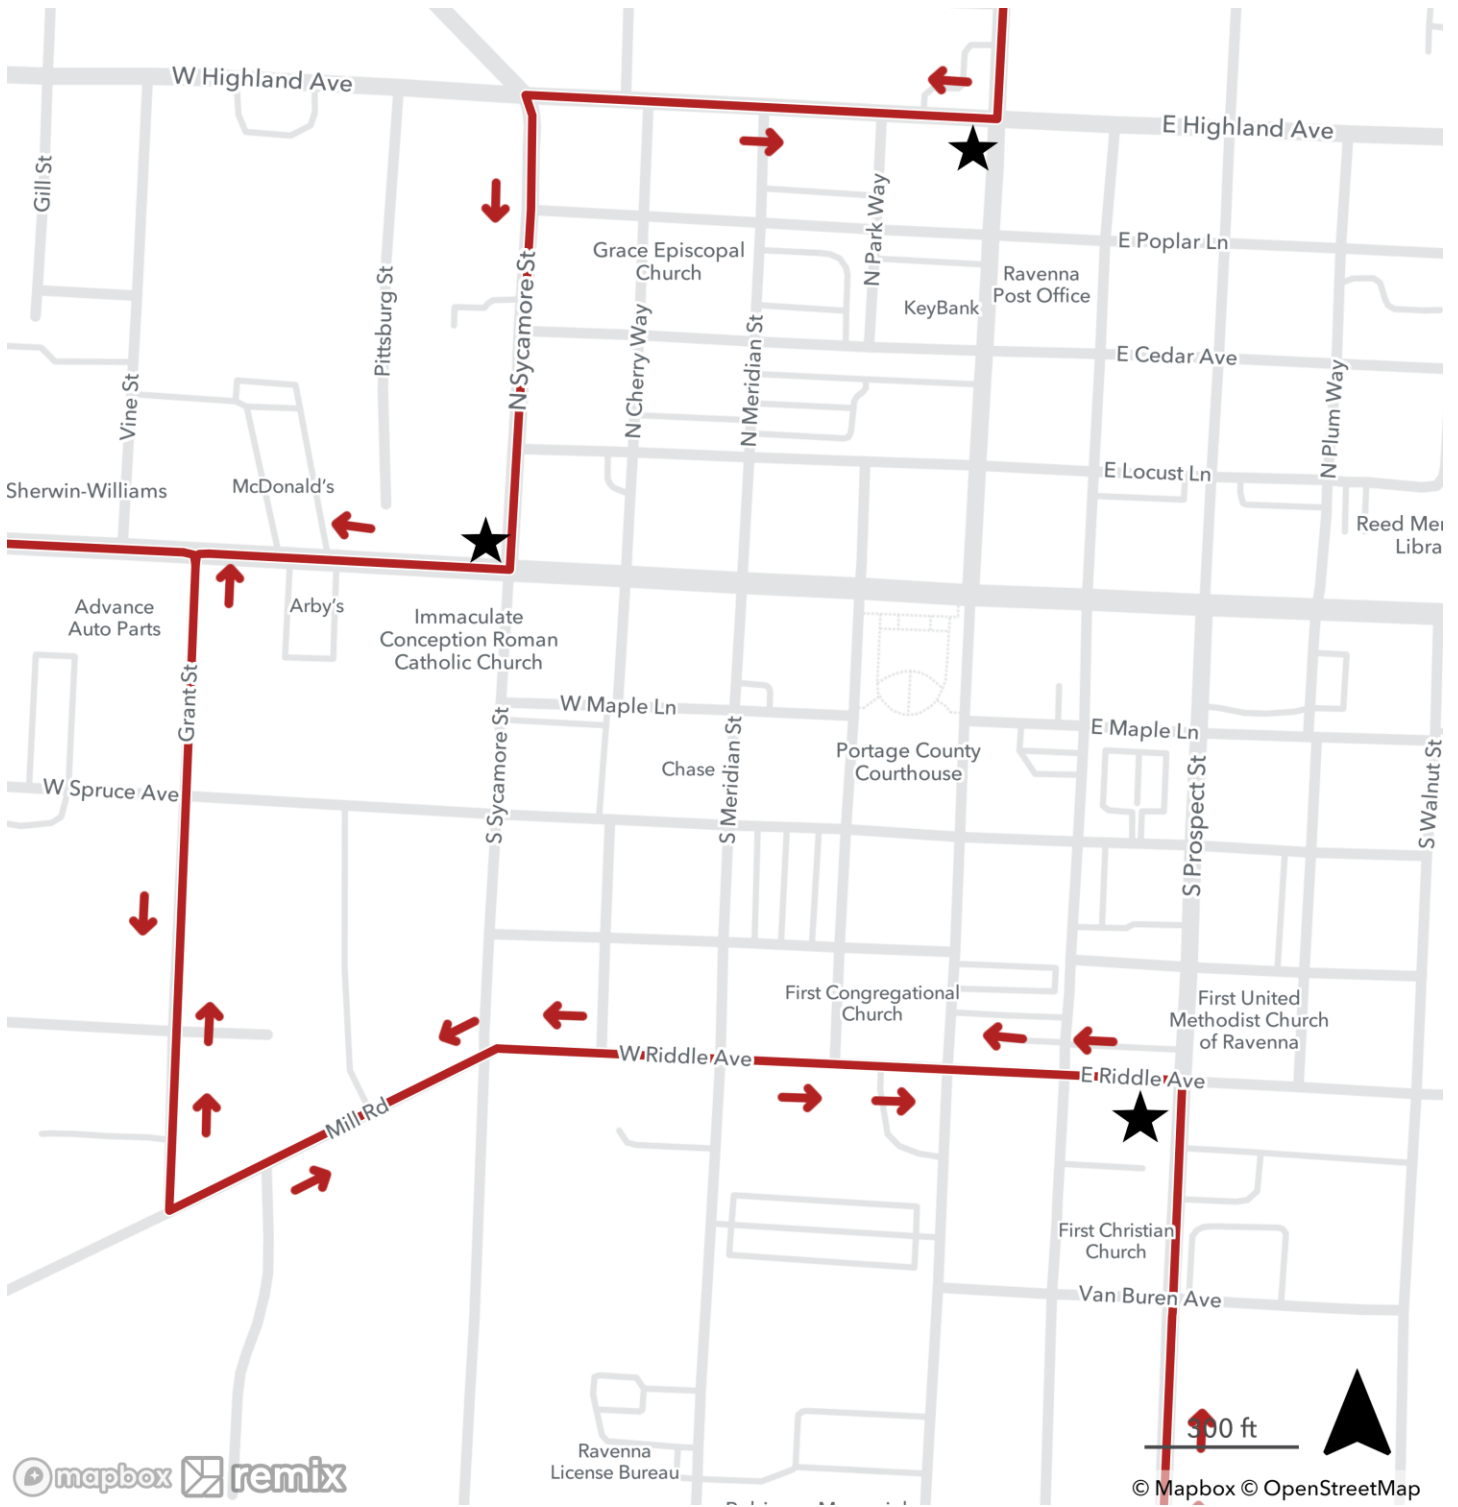 W Highland Ave
E Highland Ave
Gill St
N Park Way
E Poplar Ln
Grace Episcopal
Church
Ravenna
Post Office
KeyBank
Pittsburg St
N Sycamore St
N Cherry Way
N Meridian St
E Cedar Ave
N Plum Way
Vine St
E Locust Ln
Sherwin-Williams
McDonald's
Reed Mer
Libra
Advance
Auto Parts
Arby's
Immaculate
Conception Roman
Catholic Church
Grant St
W Maple Ln
E Maple Ln
S Sycamore St
S Meridian St
Portage County
Courthouse
Chase
S Prospect St
S Walnut St
W Spruce Ave
First Congregational
Church
First United
Methodist Church
of Ravenna
W Riddle Ave
E Riddle Ave
Mill Rd
First Christian
Church
Van Buren Ave
300 ft
Ravenna
License Bureau
mapbox remix
© Mapbox © OpenStreetMap